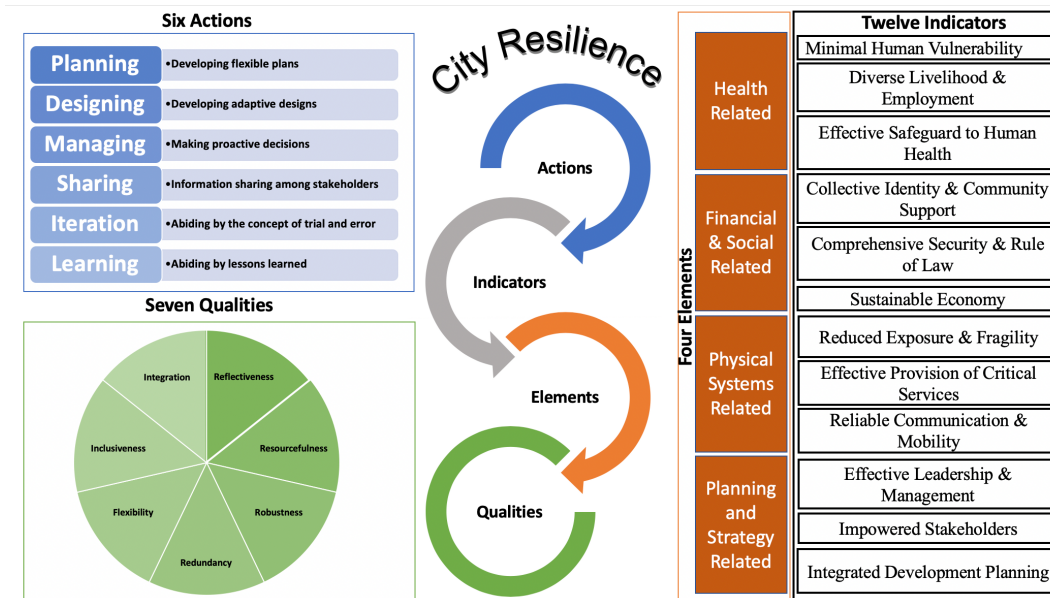 Six Actions
Planning
•Developing flexible plans
Designing
•Developing adaptive designs
Managing
•Making proactive decisions
Sharing
•Information sharing among stakeholders
Iteration
•Abiding by the concept of trial and error
Learning
•Abiding by lessons learned
Seven Qualities
Integration
Reflectiveness
Inclusiveness
Resourcefulness
Flexibility
Robustness
Redundancy
City Resilience
Actions
Indicators
Elements
Qualities
Four Elements
Health
Related
Financial
& Social
Related
Physical
Systems
Related
Planning
and
Strategy
Related
Twelve Indicators
Minimal Human Vulnerability
Diverse Livelihood &
Employment
Effective Safeguard to Human
Health
Collective Identity & Community
Support
Comprehensive Security & Rule
of Law
Sustainable Economy
Reduced Exposure & Fragility
Effective Provision of Critical
Services
Reliable Communication &
Mobility
Effective Leadership &
Management
Impowered Stakeholders
Integrated Development Planning